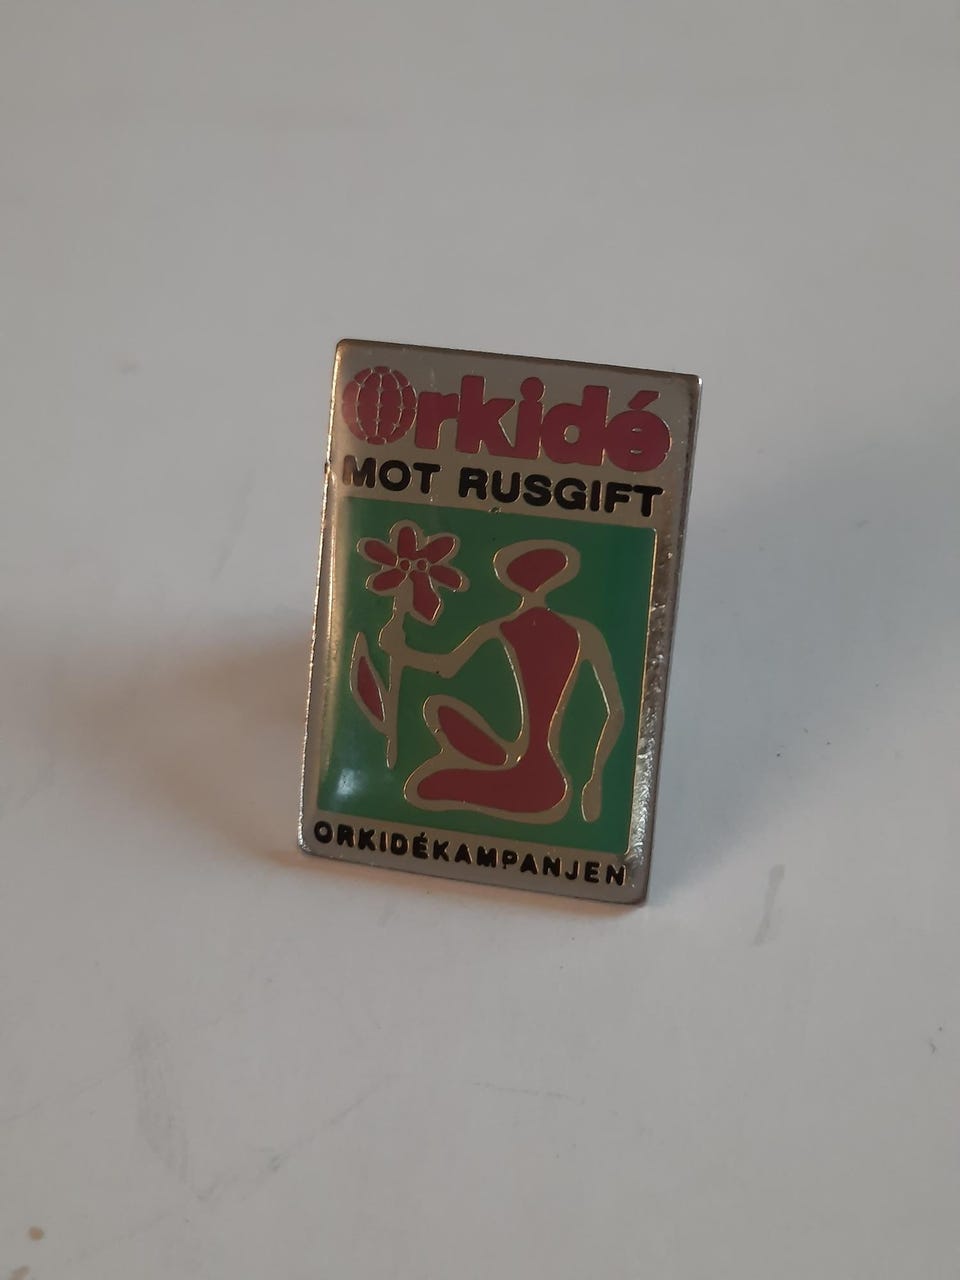 Orkidé
MOT RUSGIFT
ORKIDÉKAMPANJEN